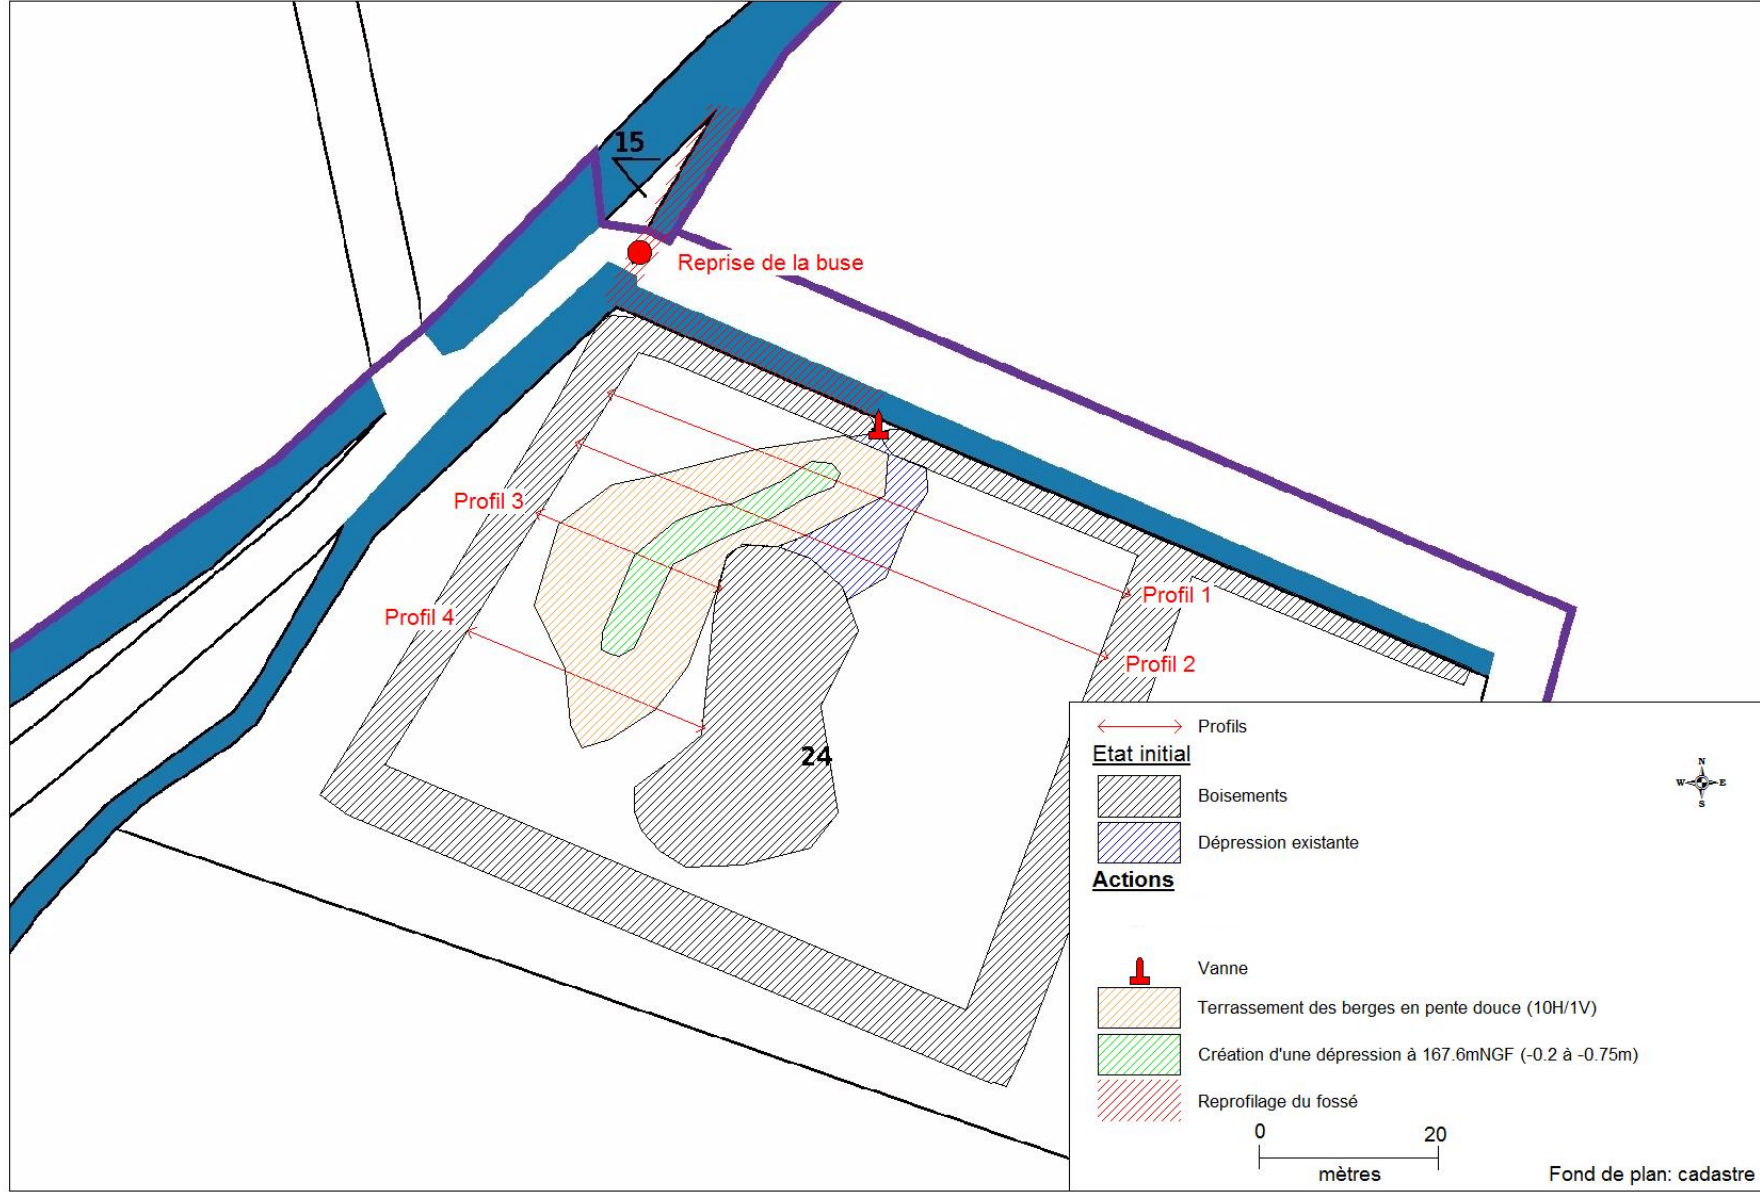 15
Reprise de la buse
Profil 3
Profil 1
Profil 4
Profil 2
24
Profils
Etat initial
N
W E
S
Boisements
Dépression existante
Actions
Vanne
Terrassement des berges en pente douce (10H/1V)
Création d'une dépression à 167.6mNGF (-0.2 à -0.75m)
Reprofilage du fossé
0 20
mètres
Fond de plan: cadastre